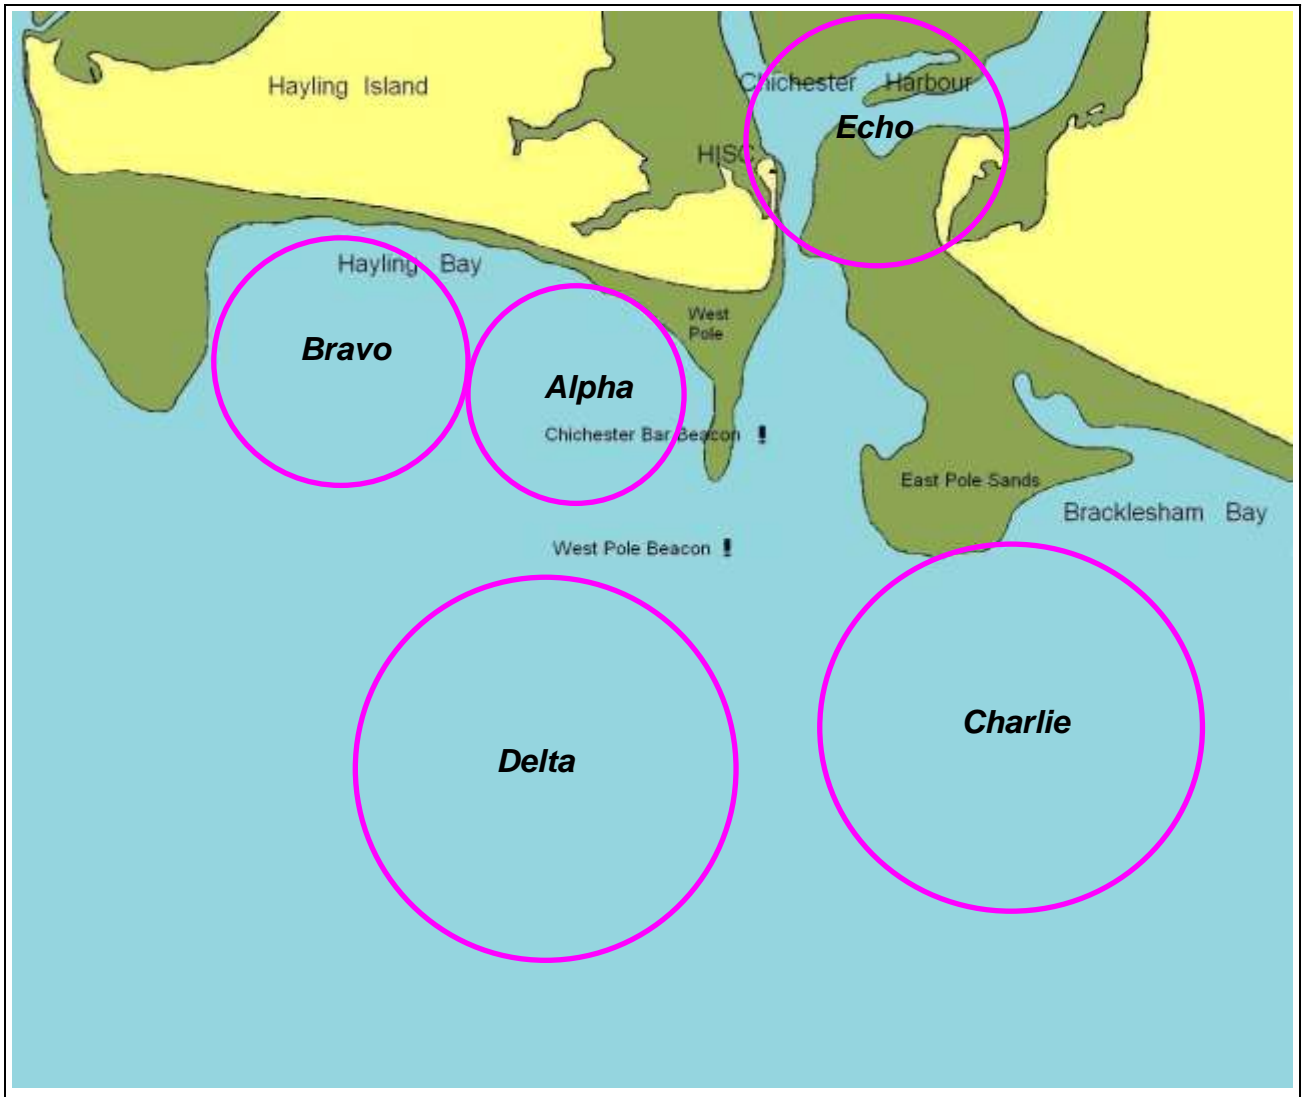 Hayling Island
Chichester Harbour
Echo
HISC
Hayling Bay
West
Pole
Bravo
Alpha
Chichester Bar Beacon
East Pole Sands
Bracklesham Bay
West Pole Beacon
Charlie
Delta